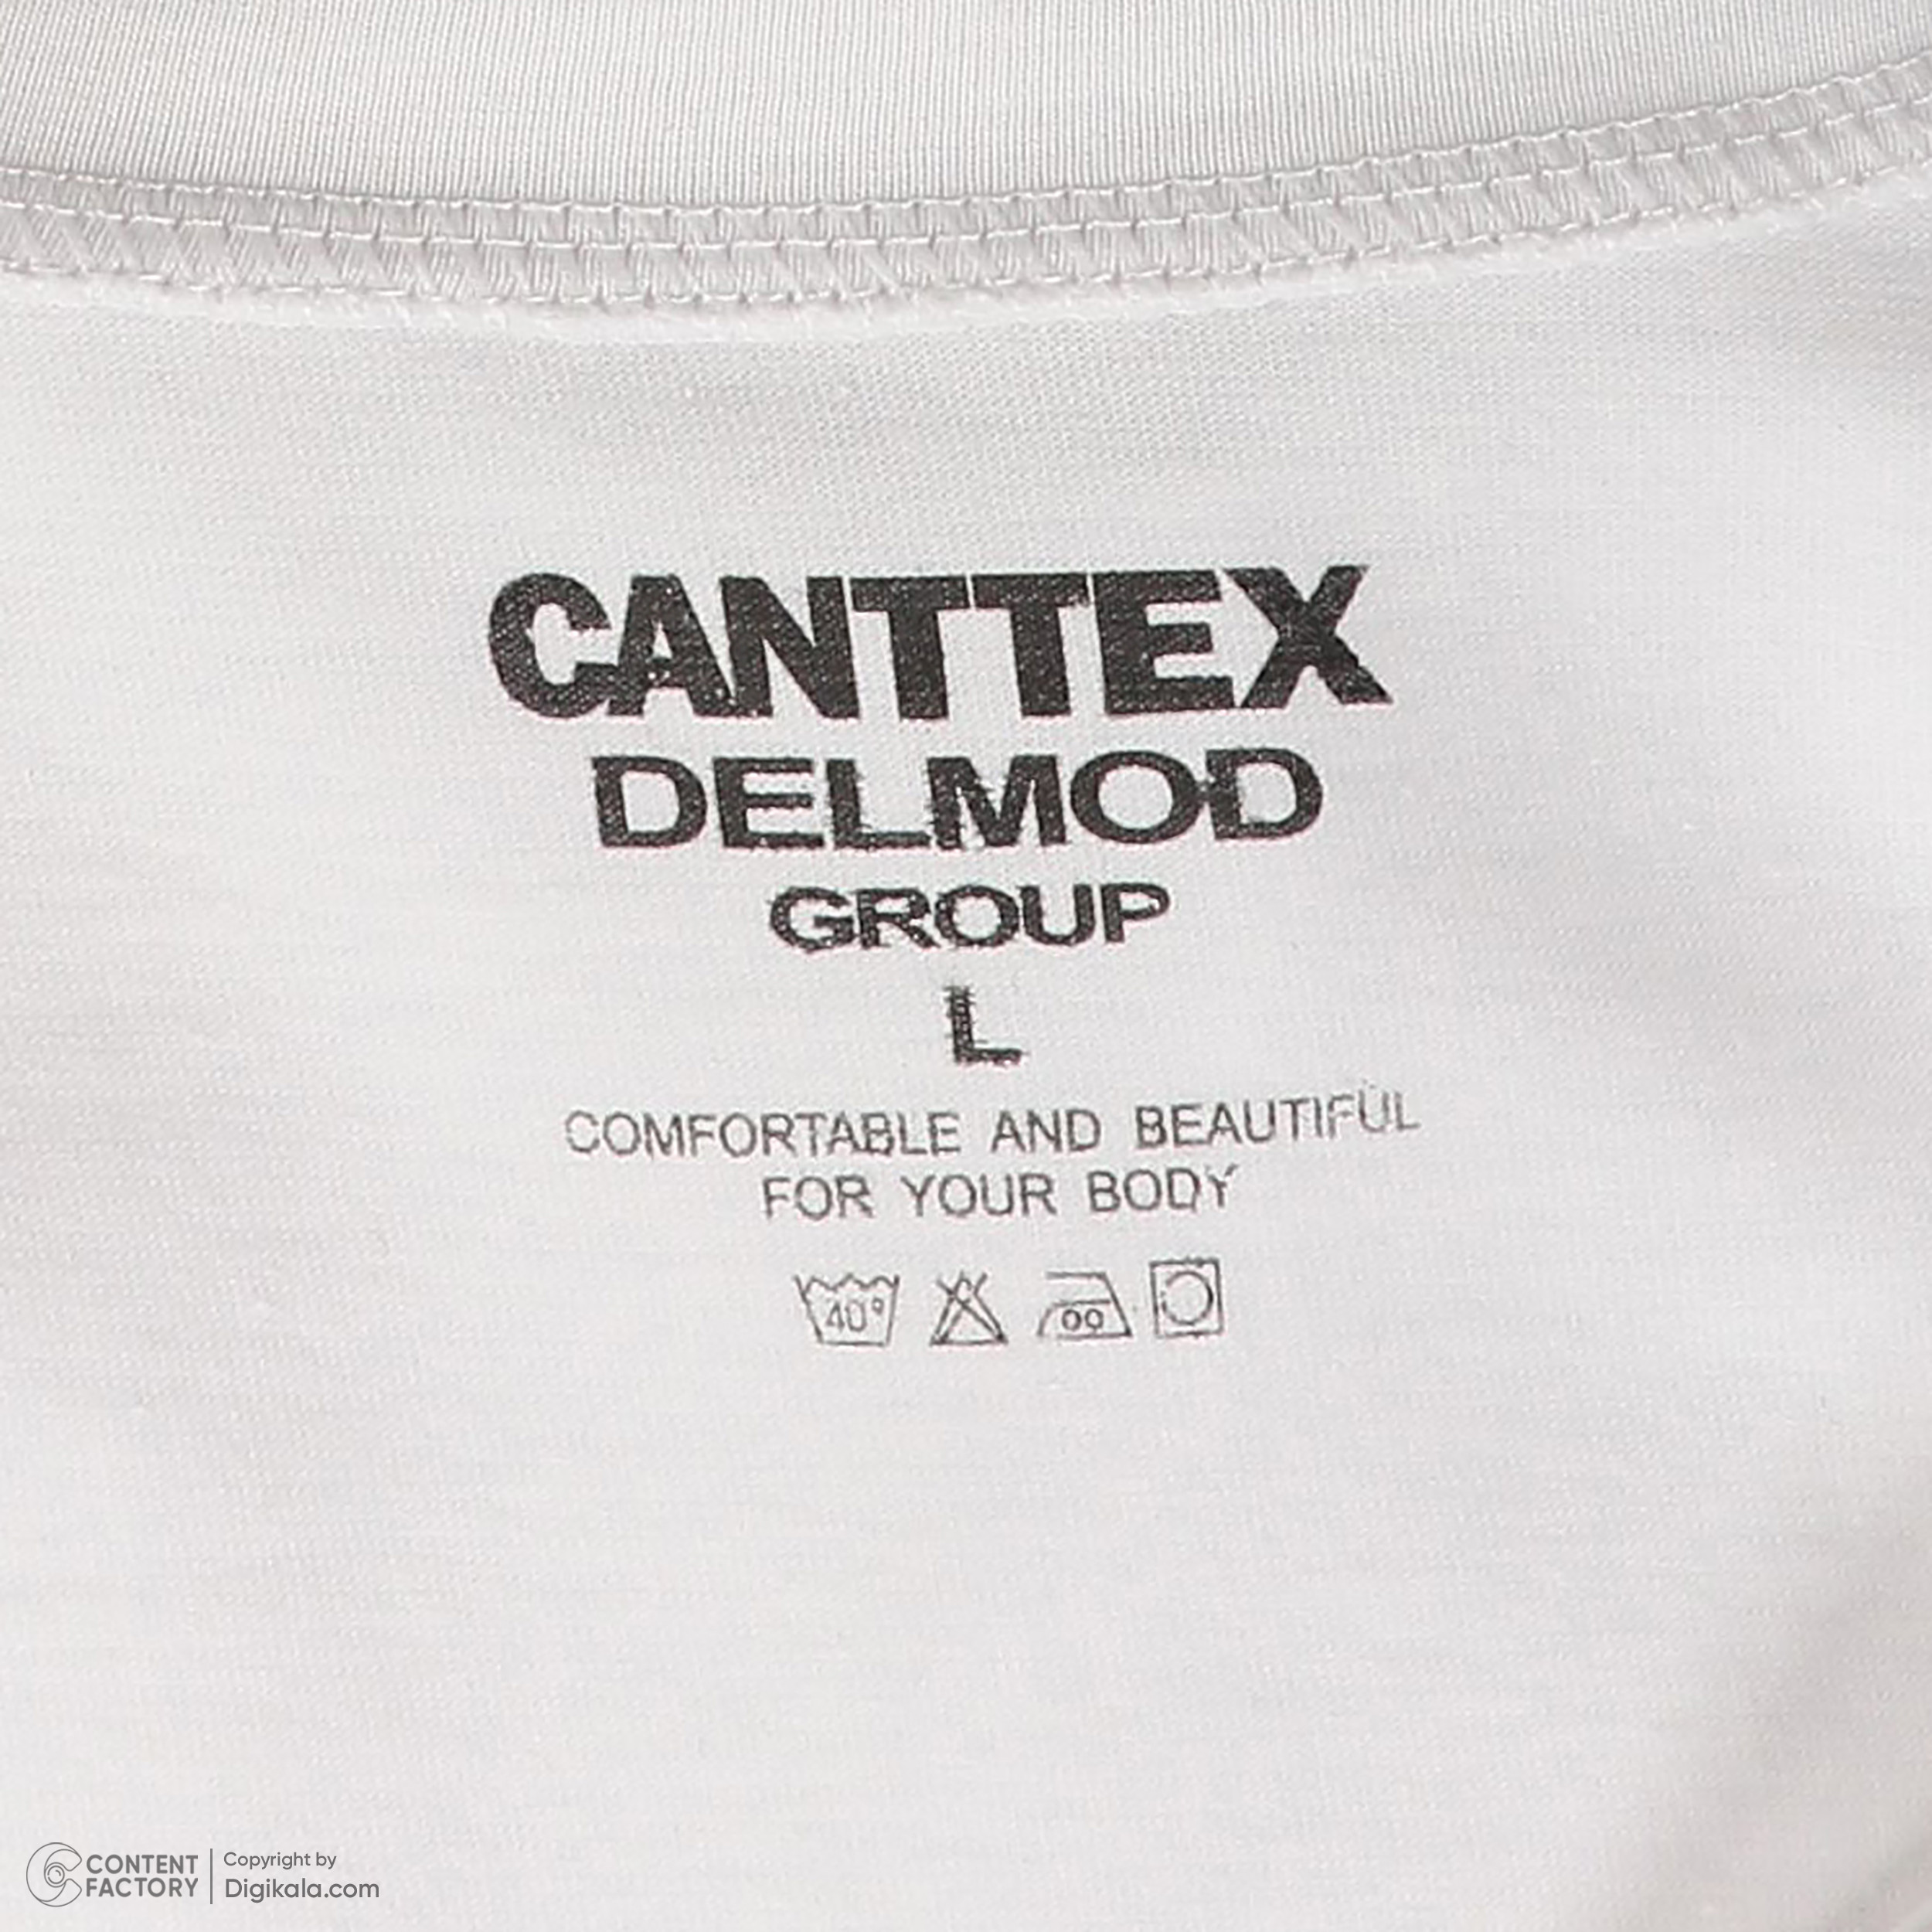 CANTTEX
DELMOD
GROUP
L
COMFORTABLE AND BEAUTIFUL
FOR YOUR BODY
40°
CONTENT FACTORY
Copyright by
Digikala.com